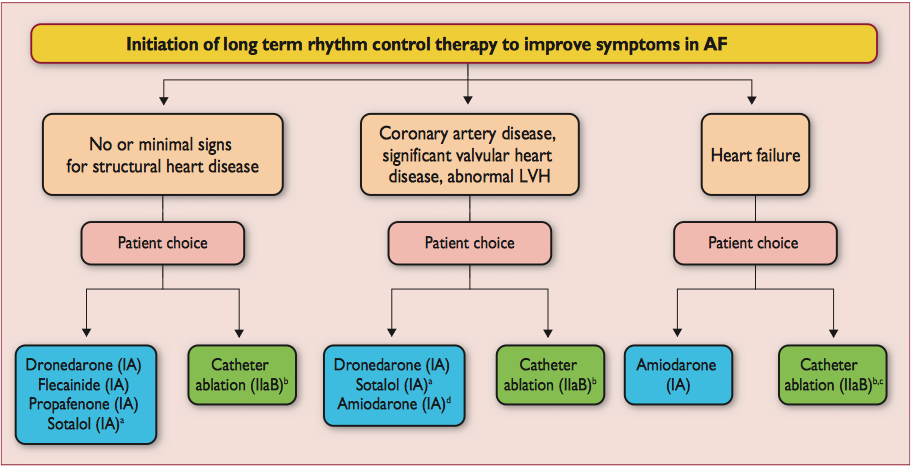 Initiation of long term rhythm control therapy to improve symptoms in AF
No or minimal signs
for structural heart disease
Coronary artery disease,
significant valvular heart
disease, abnormal LVH
Heart failure
Patient choice
Patient choice
Patient choice
Dronedarone (IA)
Flecainide (IA)
Propafenone (IA)
Sotalol (IA)ᵃ
Catheter
ablation (IIaB)ᵇ
Dronedarone (IA)
Sotalol (IA)ᵃ
Amiodarone (IA)ᵈ
Catheter
ablation (IIaB)ᵇ
Amiodarone
(IA)
Catheter
ablation (IIaB)ᵇ,ᶜ